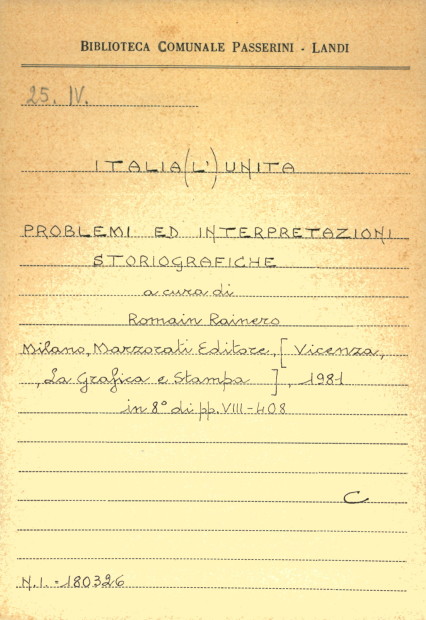 BIBLIOTECA COMUNALE PASSERINI - LANDI
25. IV.
ITALIA (L') UNITA
PROBLEMI ED INTERPRETAZIONI
STORIOGRAFICHE
a cura di
Romain Rainero
Milano, Marzorati Editore, [ Vicenza,
, La Grafica e Stampa ] , 1981
in 8° di pp. VIII-408
C
N.I. - 180326